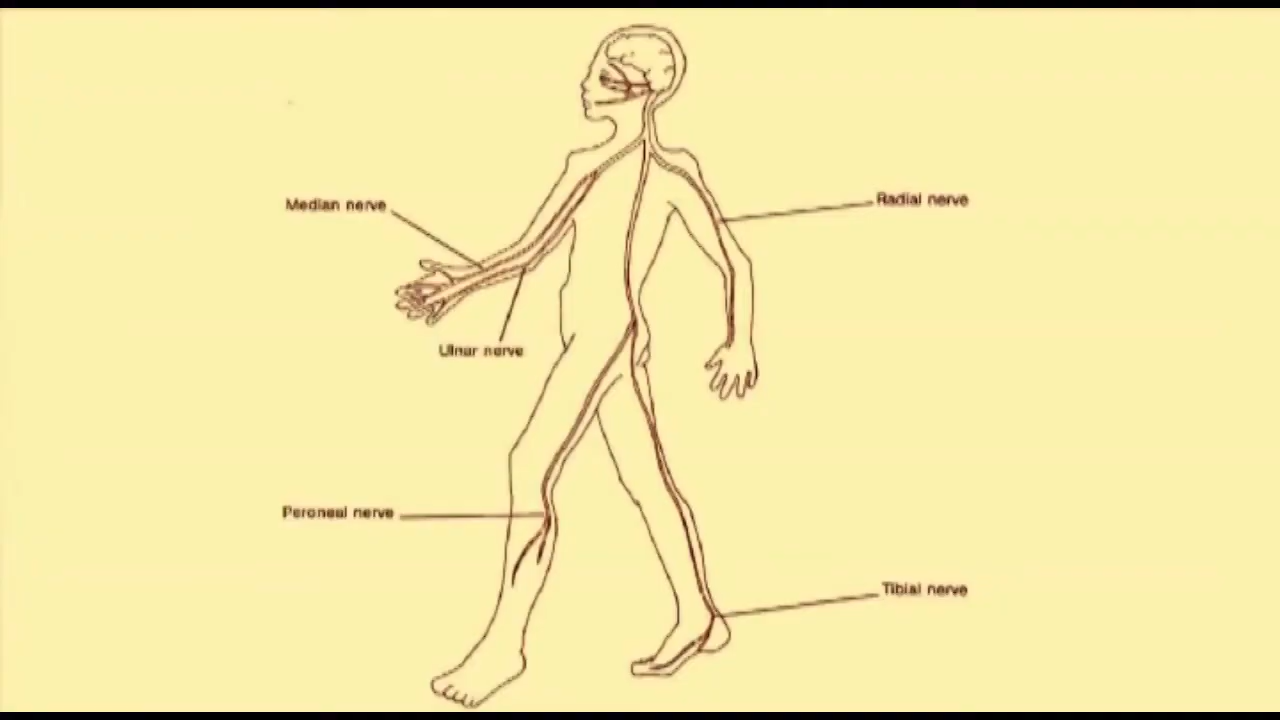 Median nerve
Radial nerve
Ulnar nerve
Peroneal nerve
Tibial nerve